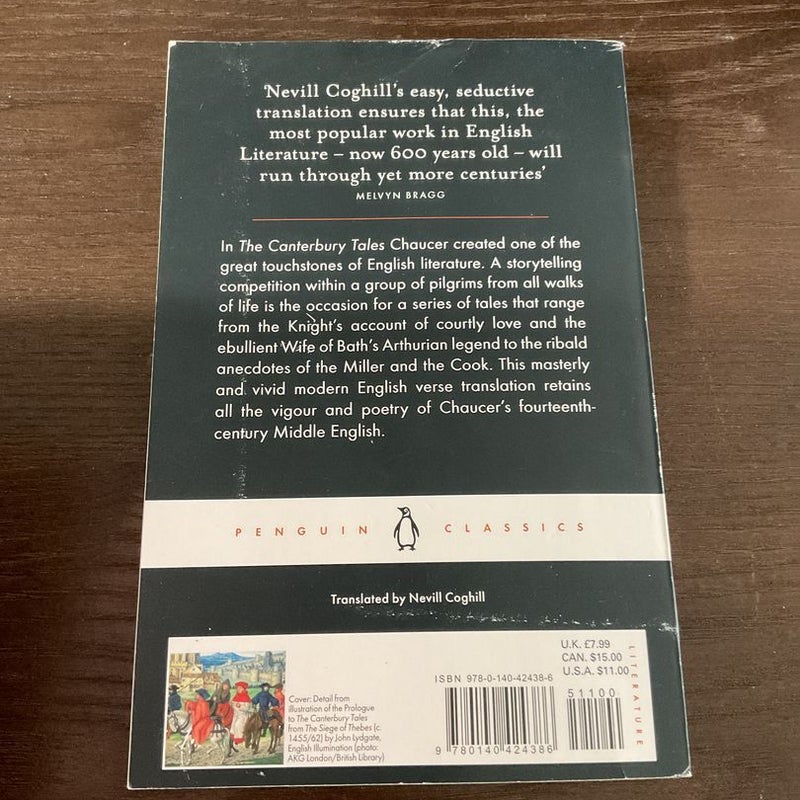 'Nevill Coghill's easy, seductive
translation ensures that this, the
most popular work in English
Literature – now 600 years old – will
run through yet more centuries'
MELVYN BRAGG
In The Canterbury Tales Chaucer created one of the
great touchstones of English literature. A storytelling
competition within a group of pilgrims from all walks
of life is the occasion for a series of tales that range
from the Knight's account of courtly love and the
ebullient Wife of Bath's Arthurian legend to the ribald
anecdotes of the Miller and the Cook. This masterly
and vivid modern English verse translation retains
all the vigour and poetry of Chaucer's fourteenth-
century Middle English.
PENGUIN CLASSICS
Translated by Nevill Coghill
Cover: Detail from
illustration of the Prologue
to The Canterbury Tales
from The Siege of Thebes (c.
1455/62) by John Lydgate,
English Illumination (photo:
AKG London/British Library)
ISBN 978-0-140-42438-6
9 780140 424386
U.K. £7.99
CAN. $15.00
U.S.A. $11.00
51100
LITERATURE